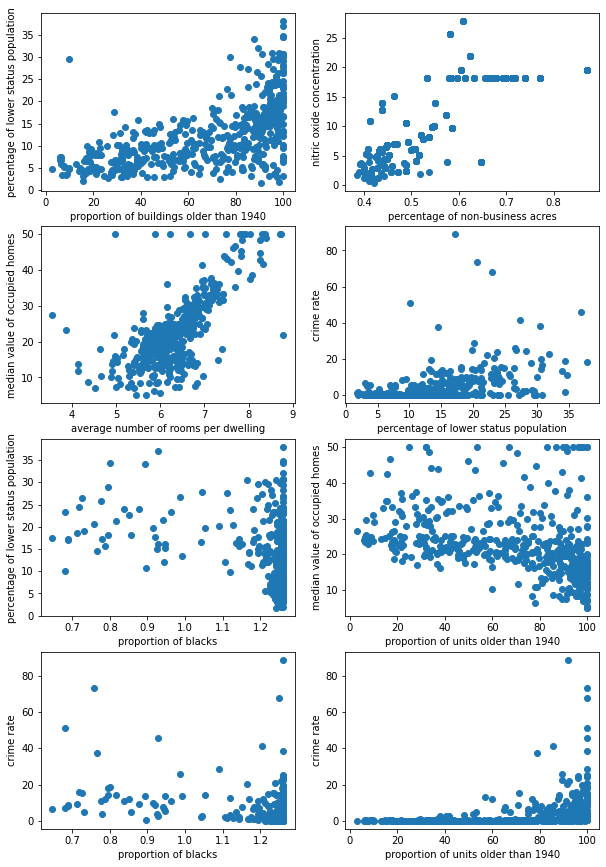 percentage of lower status population
35
30
25
20
15
10
5
0
0 20 40 60 80 100
proportion of buildings older than 1940
nitric oxide concentration
25
20
15
10
5
0
0.4 0.5 0.6 0.7 0.8
percentage of non-business acres
median value of occupied homes
50
40
30
20
10
4 5 6 7 8 9
average number of rooms per dwelling
crime rate
80
60
40
20
0
0 5 10 15 20 25 30 35
percentage of lower status population
percentage of lower status population
35
30
25
20
15
10
5
0
0.7 0.8 0.9 1.0 1.1 1.2
proportion of blacks
median value of occupied homes
50
40
30
20
10
0 20 40 60 80 100
proportion of units older than 1940
crime rate
80
60
40
20
0
0.7 0.8 0.9 1.0 1.1 1.2
proportion of blacks
crime rate
80
60
40
20
0
0 20 40 60 80 100
proportion of units older than 1940